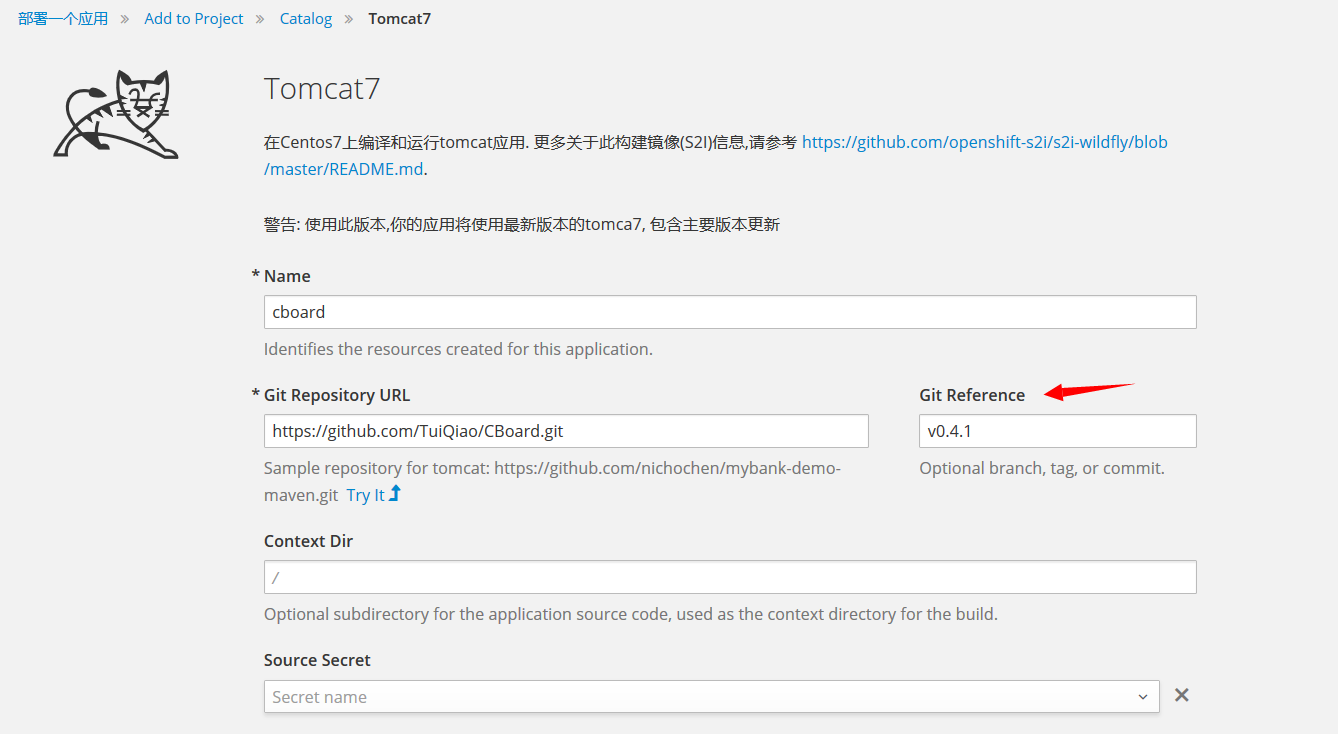 部署一个应用 » Add to Project » Catalog » Tomcat7
Tomcat7
在Centos7上编译和运行tomcat应用. 更多关于此构建镜像(S2I)信息,请参考 https://github.com/openshift-s2i/s2i-wildfly/blob
/master/README.md.
警告: 使用此版本,你的应用将使用最新版本的tomca7, 包含主要版本更新
* Name
cboard
Identifies the resources created for this application.
* Git Repository URL
Git Reference
https://github.com/TuiQiao/CBoard.git
v0.4.1
Sample repository for tomcat: https://github.com/nichochen/mybank-demo-
maven.git Try It
Optional branch, tag, or commit.
Context Dir
/
Optional subdirectory for the application source code, used as the context directory for the build.
Source Secret
Secret name